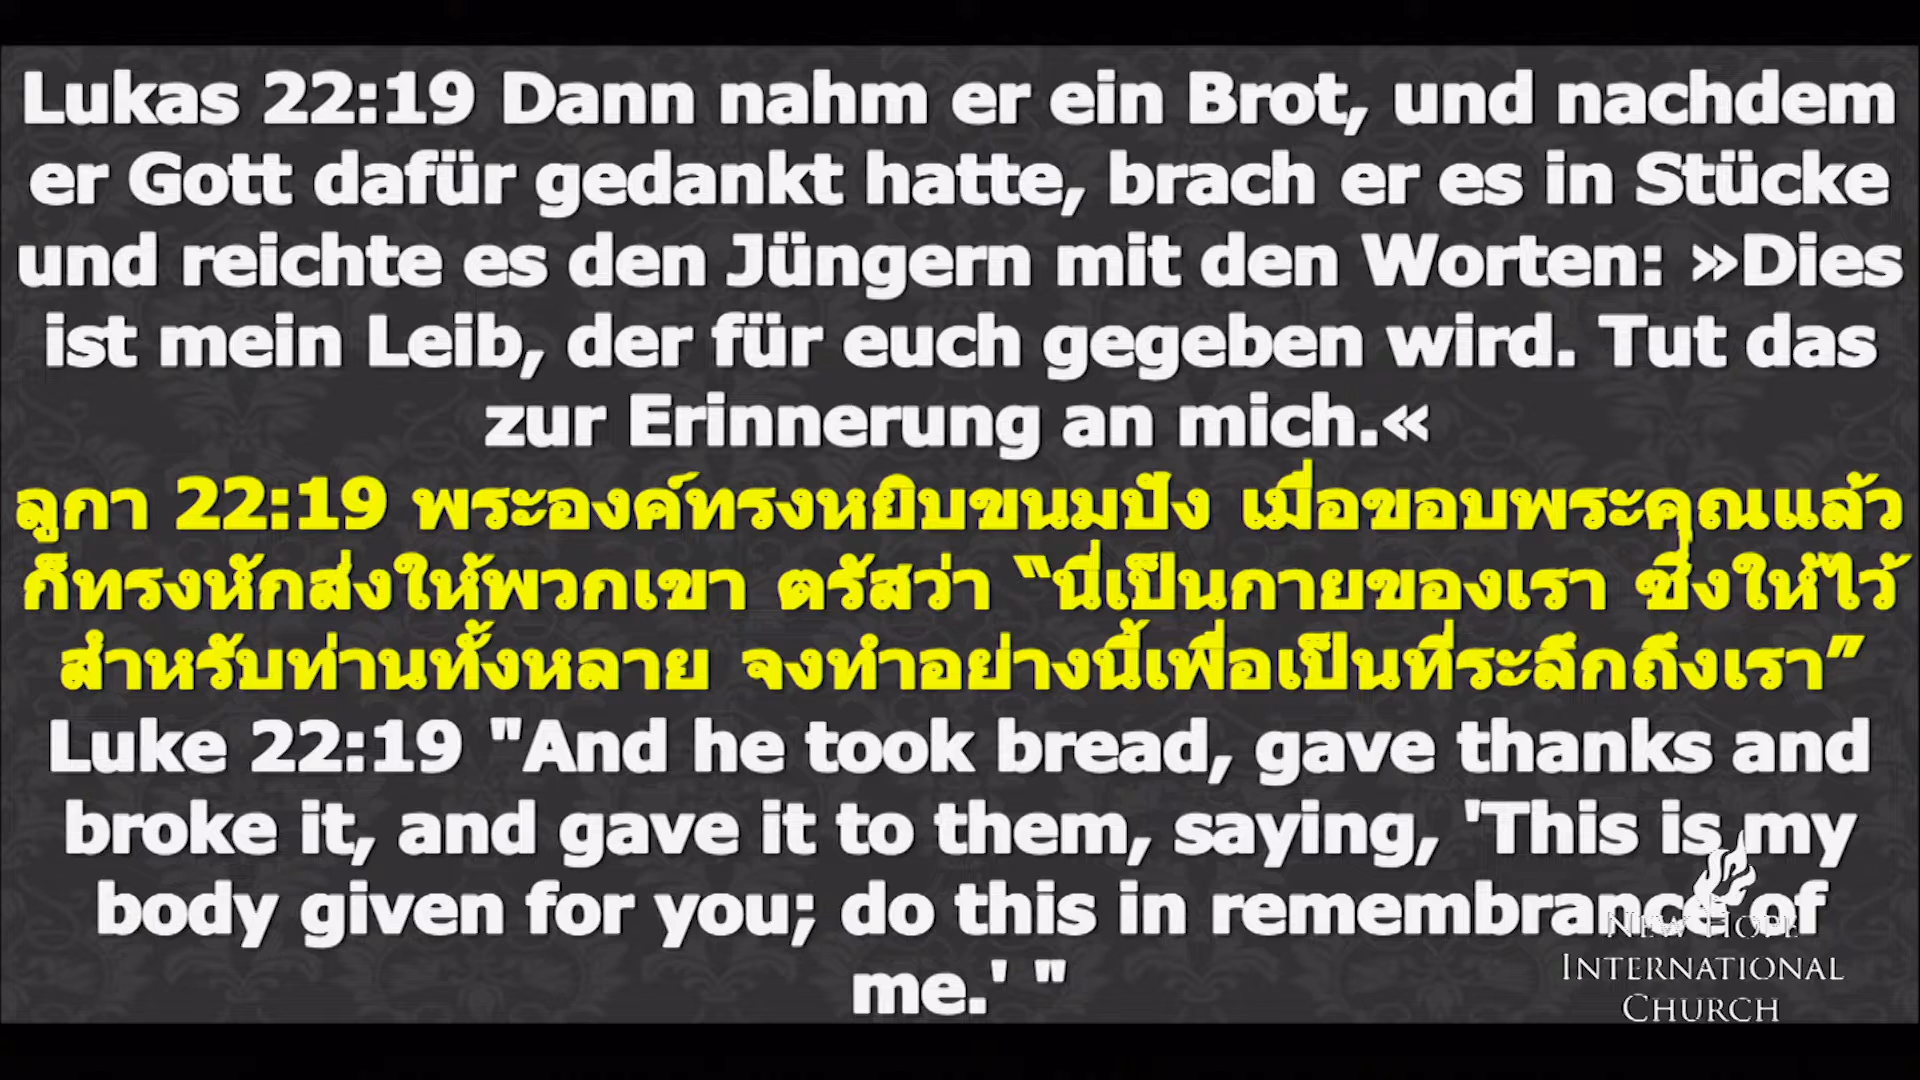 Lukas 22:19 Dann nahm er ein Brot, und nachdem
er Gott dafür gedankt hatte, brach er es in Stücke
und reichte es den Jüngern mit den Worten: »Dies
ist mein Leib, der für euch gegeben wird. Tut das
zur Erinnerung an mich.«
ลูกา 22:19 พระองค์ทรงหยิบขนมปัง เมื่อขอบพระคุณแล้ว
ก็ทรงหักส่งให้พวกเขา ตรัสว่า “นี่เป็นกายของเรา ซึ่งให้ไว้
สำหรับท่านทั้งหลาย จงทำอย่างนี้เพื่อเป็นที่ระลึกถึงเรา”
Luke 22:19 "And he took bread, gave thanks and
broke it, and gave it to them, saying, 'This is my
body given for you; do this in remembrance of
me.' "
NEW HOPE
INTERNATIONAL
CHURCH